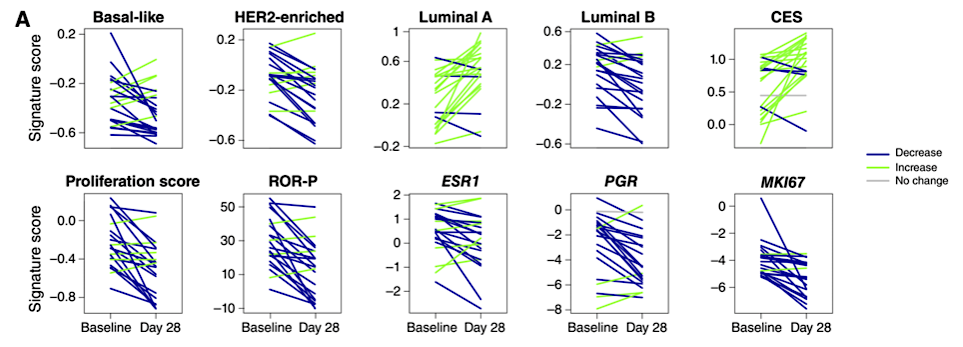 A
Basal-like HER2-enriched Luminal A Luminal B CES
Signature score
0.2 −0.2 −0.6
0.2 −0.2 −0.6
1 0.6 0.2 −0.2
0.6 0.2 −0.2 −0.6
1.0 0.5 0.0
Decrease
Increase
No change
Proliferation score ROR-P ESR1 PGR MKI67
Signature score
0.0 −0.4 −0.8
50 30 10 −10
2 1 0 −1 −2
0 −2 −4 −6 −8
0 −2 −4 −6
Baseline Day 28 Baseline Day 28 Baseline Day 28 Baseline Day 28 Baseline Day 28